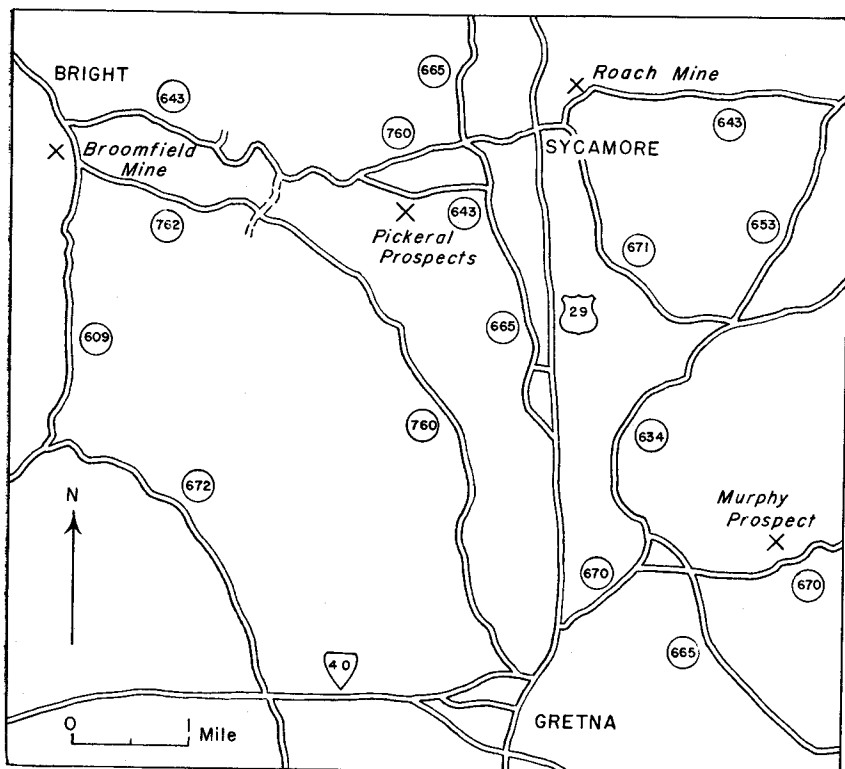 665
BRIGHT
643
Roach Mine
760
643
SYCAMORE
Broomfield
Mine
643
762
Pickeral
Prospects
653
671
29
665
609
760
634
672
N
Murphy
Prospect
670
670
40
665
0 1 Mile
GRETNA